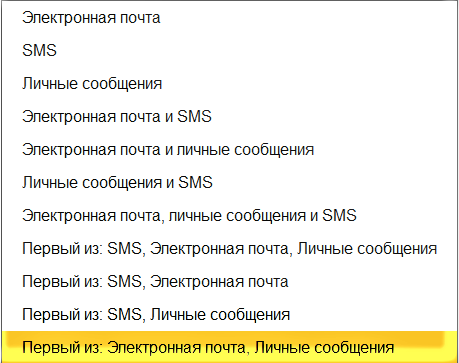 Электронная почта
SMS
Личные сообщения
Электронная почта и SMS
Электронная почта и личные сообщения
Личные сообщения и SMS
Электронная почта, личные сообщения и SMS
Первый из: SMS, Электронная почта, Личные сообщения
Первый из: SMS, Электронная почта
Первый из: SMS, Личные сообщения
Первый из: Электронная почта, Личные сообщения